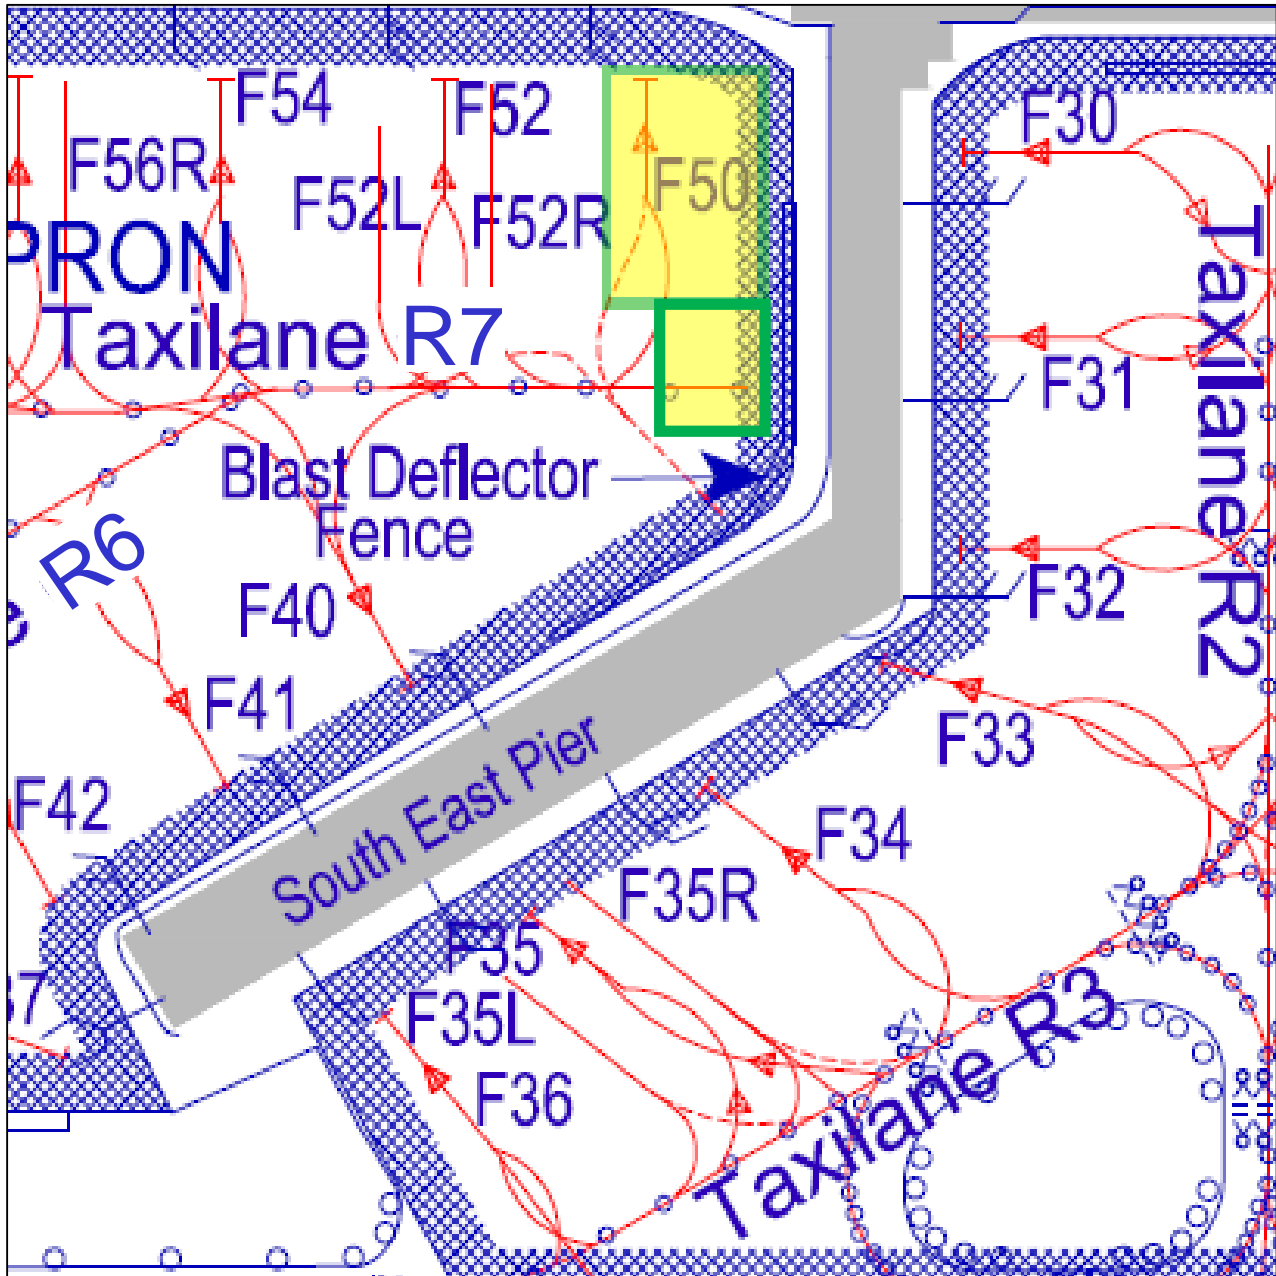 F54
F52
F30
F56R
F50
F52L
F52R
PRON
Taxilane R7
F31
Taxilane R2
Blast Deflector
Fence
R6
F40
F32
e
F41
F33
F42
South East Pier
F34
F35R
F35
37
F35L
F36
Taxilane R3